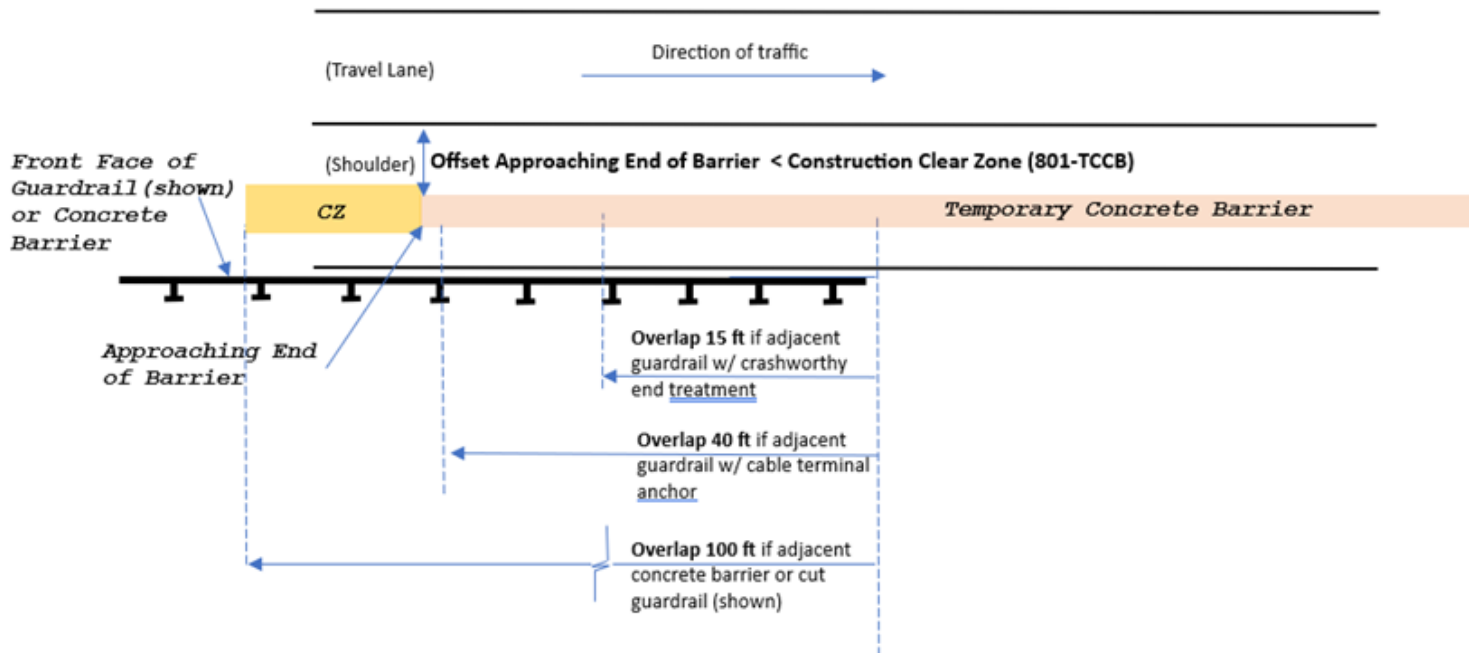 (Travel Lane)
Direction of traffic
Front Face of
Guardrail(shown)
or Concrete
Barrier
(Shoulder)
Offset Approaching End of Barrier < Construction Clear Zone (801-TCCB)
CZ
Temporary Concrete Barrier
Approaching End
of Barrier
Overlap 15 ft if adjacent
guardrail w/ crashworthy
end treatment
Overlap 40 ft if adjacent
guardrail w/ cable terminal
anchor
Overlap 100 ft if adjacent
concrete barrier or cut
guardrail (shown)